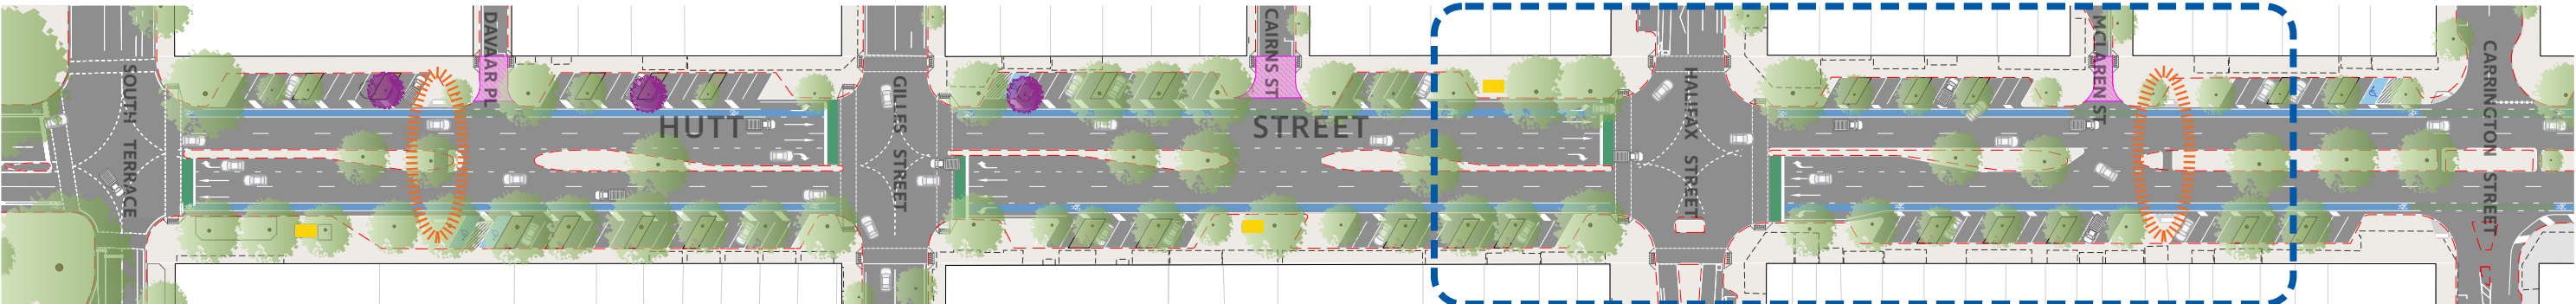 SOUTH TERRACE
DAVAAR PL
HUTT STREET
GILLES STREET
CAIRNS ST
HALIFAX STREET
MCLAREN ST
CARRINGTON STREET